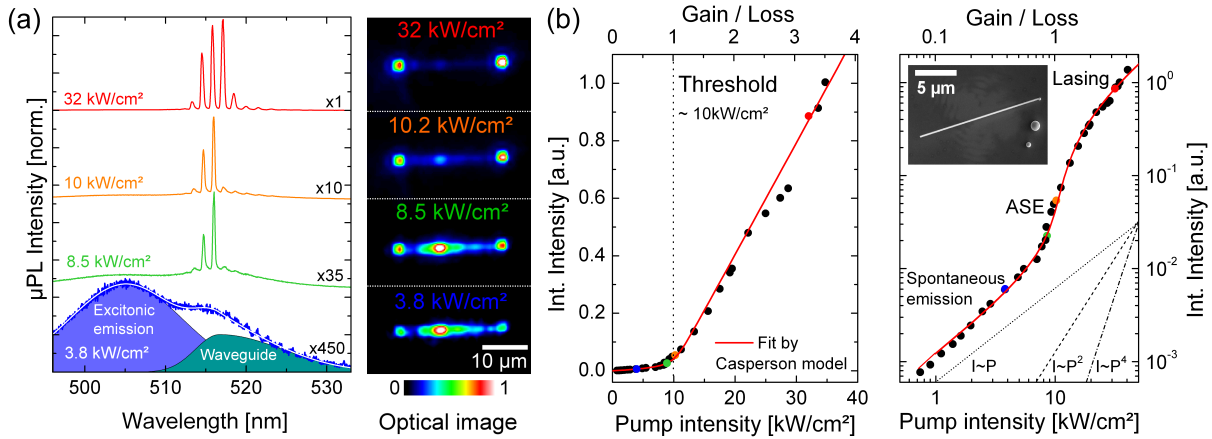 (a)
32 kW/cm²
x1
10 kW/cm²
x10
8.5 kW/cm²
x35
Excitonic
emission
3.8 kW/cm²
Waveguide
x450
500 510 520 530
Wavelength [nm]
µPL Intensity [norm.]
32 kW/cm²
10.2 kW/cm²
8.5 kW/cm²
3.8 kW/cm²
10 µm
0 1
Optical image
(b)
Gain / Loss
0 1 2 3 4
1.0
0.8
0.6
0.4
0.2
0.0
Int. Intensity [a.u.]
Threshold
~ 10kW/cm²
Fit by
Casperson model
0 10 20 30 40
Pump intensity [kW/cm²]
Gain / Loss
0.1 1
5 µm
Lasing
ASE
Spontaneous
emission
I~P
I~P²
I~P⁴
10⁰
10⁻¹
10⁻²
10⁻³
Int. Intensity [a.u.]
1 10
Pump intensity [kW/cm²]